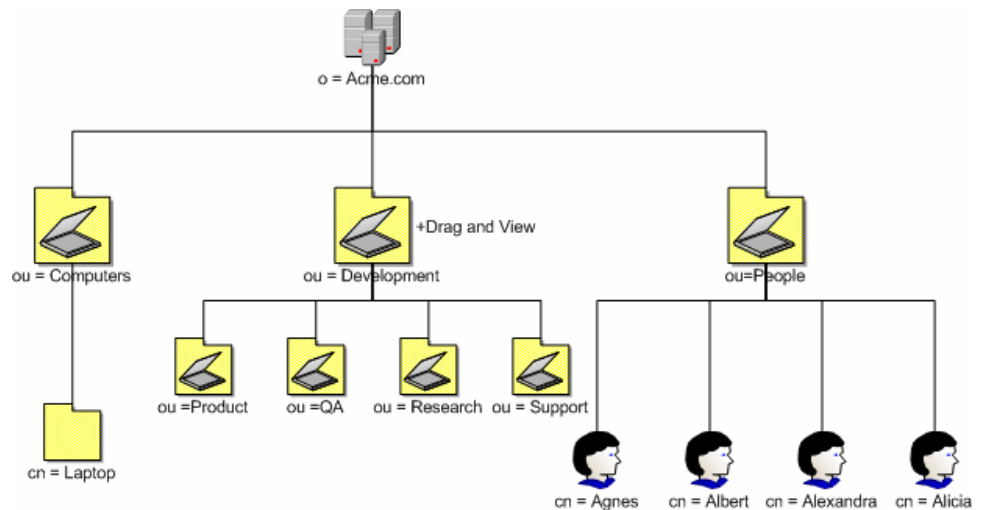 o = Acme.com
+Drag and View
ou = Computers
ou = Development
ou=People
ou =Product
ou =QA
ou = Research
ou = Support
cn = Laptop
cn = Agnes
cn = Albert
cn = Alexandra
cn = Alicia